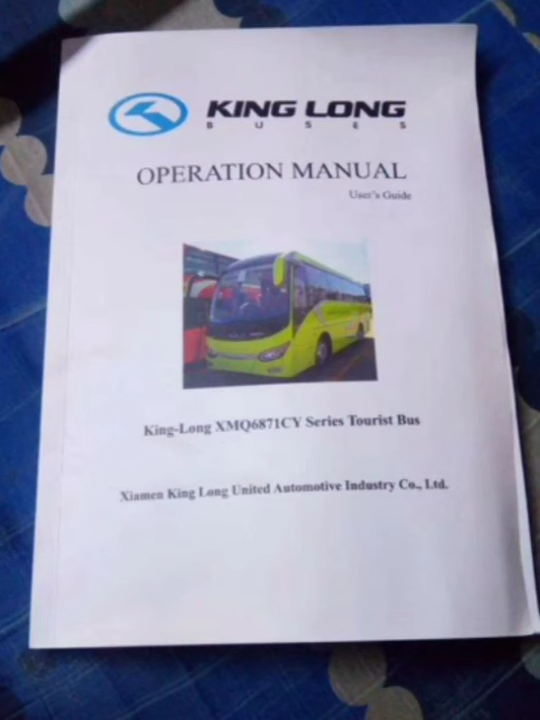 KING LONG
BUSES
OPERATION MANUAL
User's Guide
King-Long XMQ6871CY Series Tourist Bus
Xiamen King Long United Automotive Industry Co., Ltd.